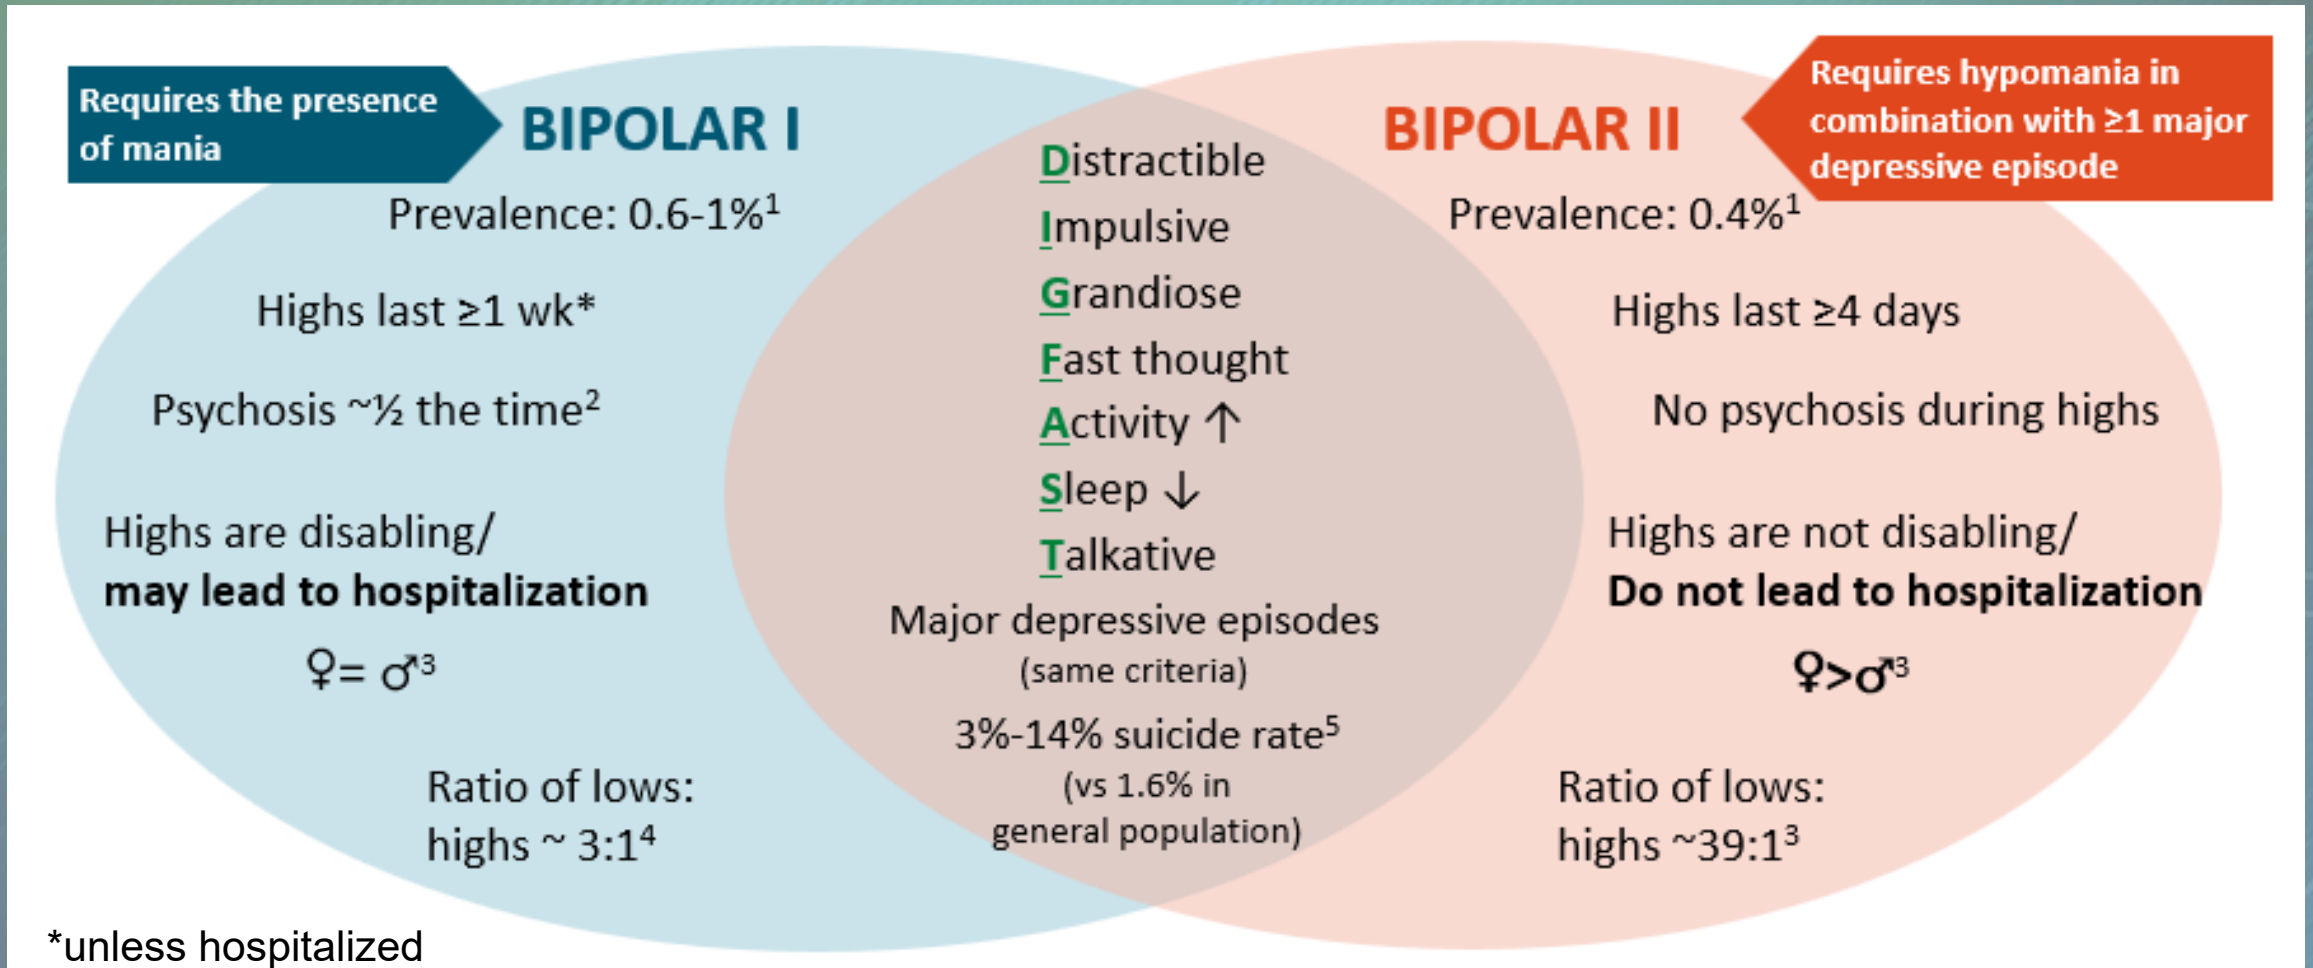 Requires the presence
of mania
BIPOLAR I
Prevalence: 0.6-1%¹
Highs last ≥1 wk*
Psychosis ~½ the time²
Highs are disabling/
may lead to hospitalization
♀= ♂³
Ratio of lows:
highs ~ 3:1⁴
*unless hospitalized
Distractible
Impulsive
Grandiose
Fast thought
Activity ↑
Sleep ↓
Talkative
Major depressive episodes
(same criteria)
3%-14% suicide rate⁵
(vs 1.6% in
general population)
BIPOLAR II
Requires hypomania in
combination with ≥1 major
depressive episode
Prevalence: 0.4%¹
Highs last ≥4 days
No psychosis during highs
Highs are not disabling/
Do not lead to hospitalization
♀>♂³
Ratio of lows:
highs ~39:1³